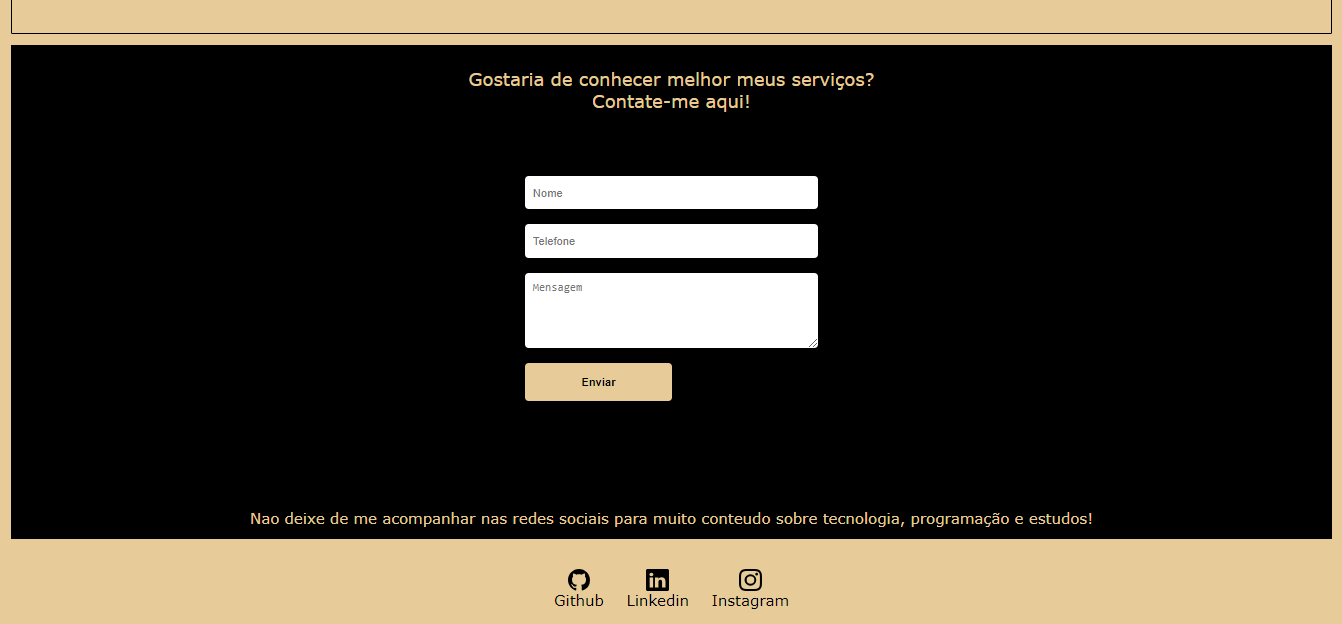 Gostaria de conhecer melhor meus serviços?
Contate-me aqui!
Nome
Telefone
Mensagem
Enviar
Nao deixe de me acompanhar nas redes sociais para muito conteudo sobre tecnologia, programação e estudos!
Github Linkedin Instagram